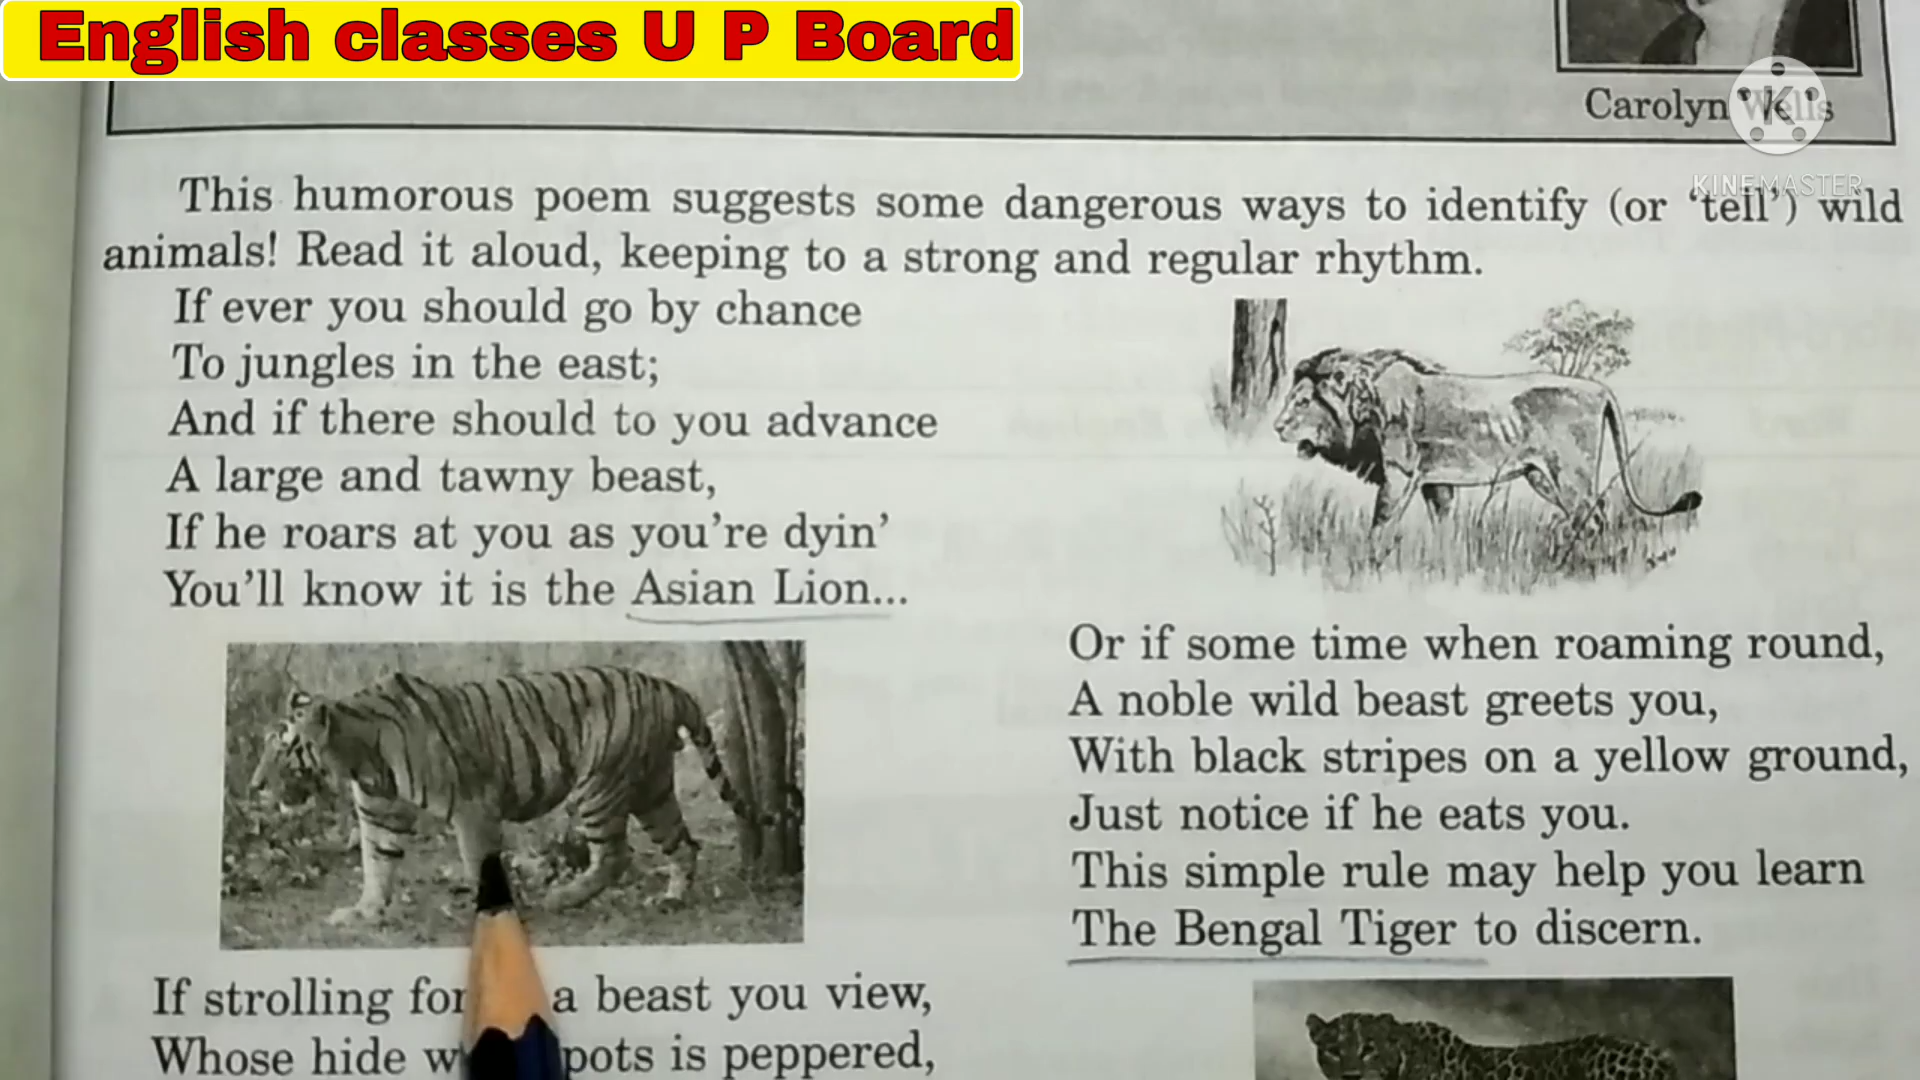 English classes U P Board
Carolyn Wells
KINEMASTER
This humorous poem suggests some dangerous ways to identify (or ‘tell’) wild
animals! Read it aloud, keeping to a strong and regular rhythm.
If ever you should go by chance
To jungles in the east;
And if there should to you advance
A large and tawny beast,
If he roars at you as you’re dyin’
You’ll know it is the Asian Lion...
Or if some time when roaming round,
A noble wild beast greets you,
With black stripes on a yellow ground,
Just notice if he eats you.
This simple rule may help you learn
The Bengal Tiger to discern.
If strolling a beast you view,
Whose hide is peppered,